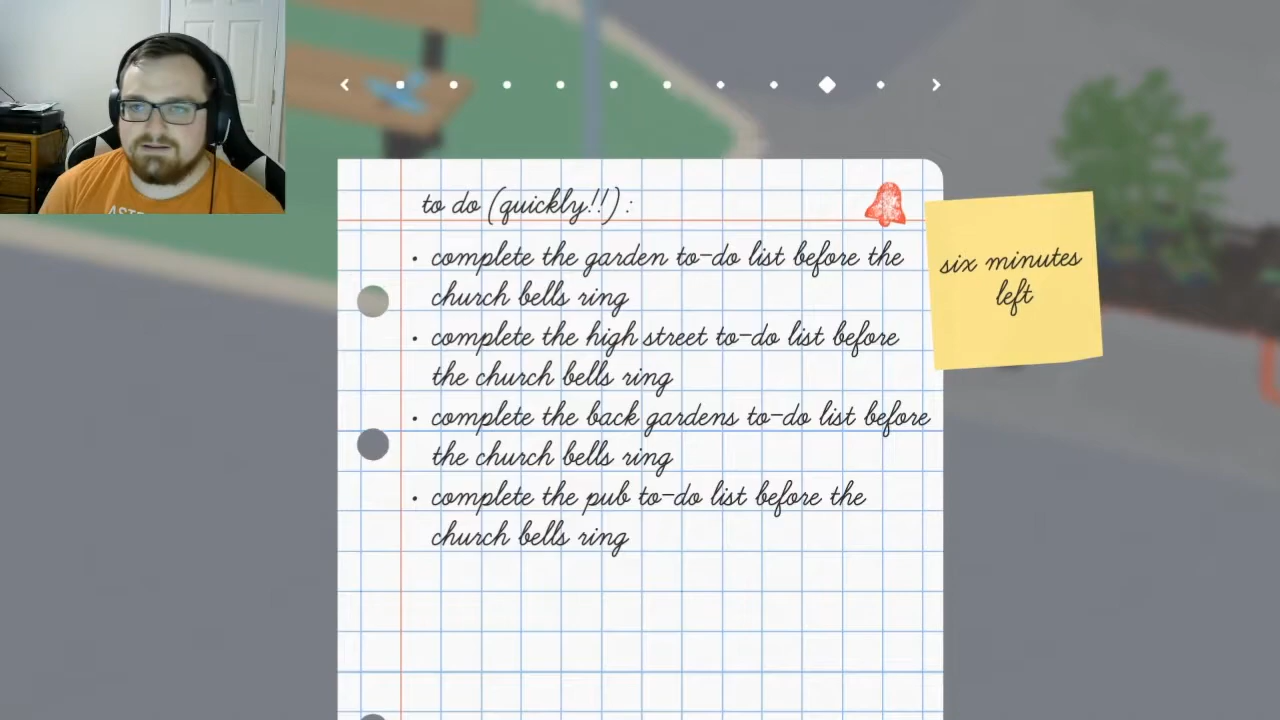 to do (quickly!!):
• complete the garden to-do list before the
church bells ring
• complete the high street to-do list before
the church bells ring
• complete the back gardens to-do list before
the church bells ring
• complete the pub to-do list before the
church bells ring
six minutes
left